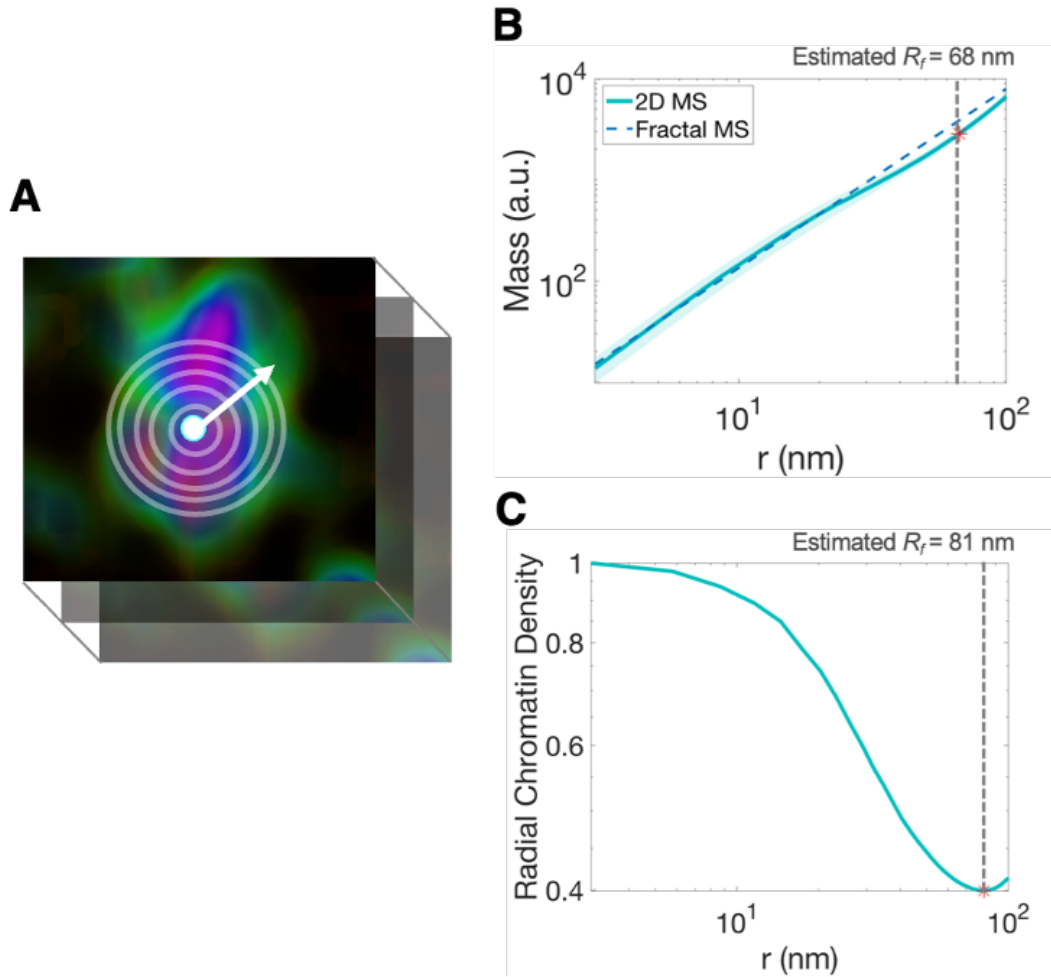 A
B
Estimated R_f = 68 nm
10^4
2D MS
Fractal MS
Mass (a.u.)
10^2
10^1
10^2
r (nm)
C
Estimated R_f = 81 nm
1
Radial Chromatin Density
0.8
0.6
0.4
10^1
10^2
r (nm)